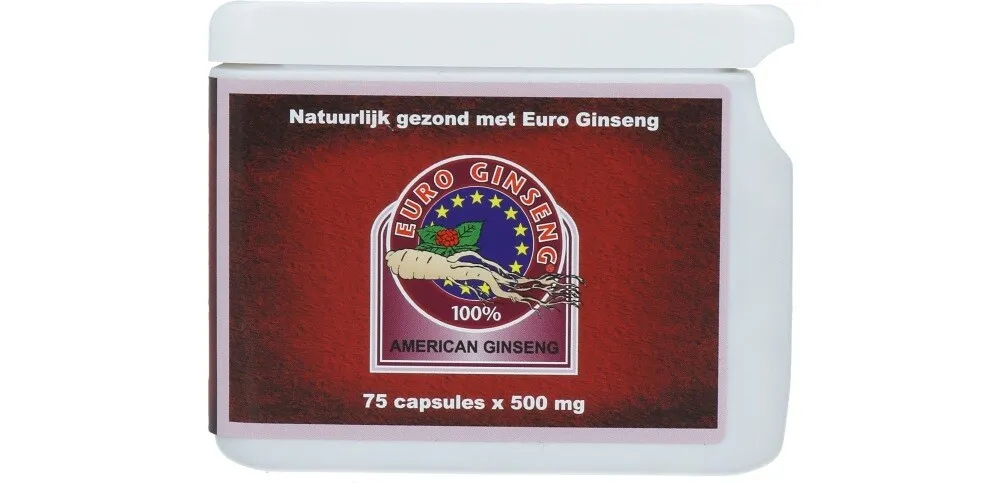 Natuurlijk gezond met Euro Ginseng
EURO GINSENG®
100%
AMERICAN GINSENG
75 capsules x 500 mg